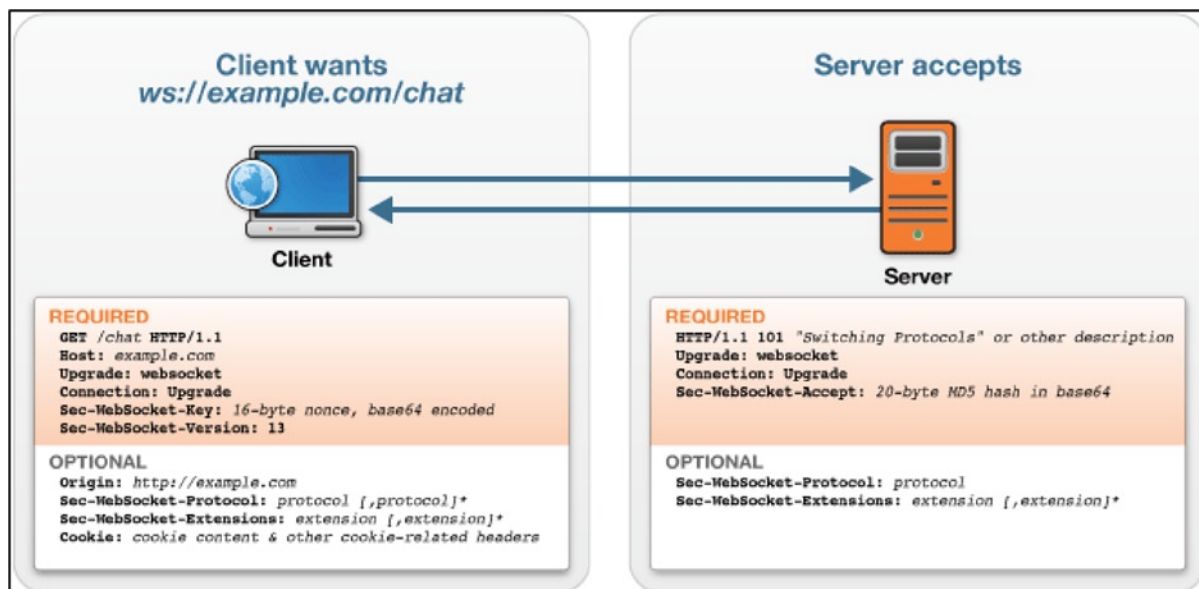 Client wants
ws://example.com/chat
Client
REQUIRED
GET /chat HTTP/1.1
Host: example.com
Upgrade: websocket
Connection: Upgrade
Sec-WebSocket-Key: 16-byte nonce, base64 encoded
Sec-WebSocket-Version: 13
OPTIONAL
Origin: http://example.com
Sec-WebSocket-Protocol: protocol [,protocol]*
Sec-WebSocket-Extensions: extension [,extension]*
Cookie: cookie content & other cookie-related headers
Server accepts
Server
REQUIRED
HTTP/1.1 101 "Switching Protocols" or other description
Upgrade: websocket
Connection: Upgrade
Sec-WebSocket-Accept: 20-byte MD5 hash in base64
OPTIONAL
Sec-WebSocket-Protocol: protocol
Sec-WebSocket-Extensions: extension [,extension]*